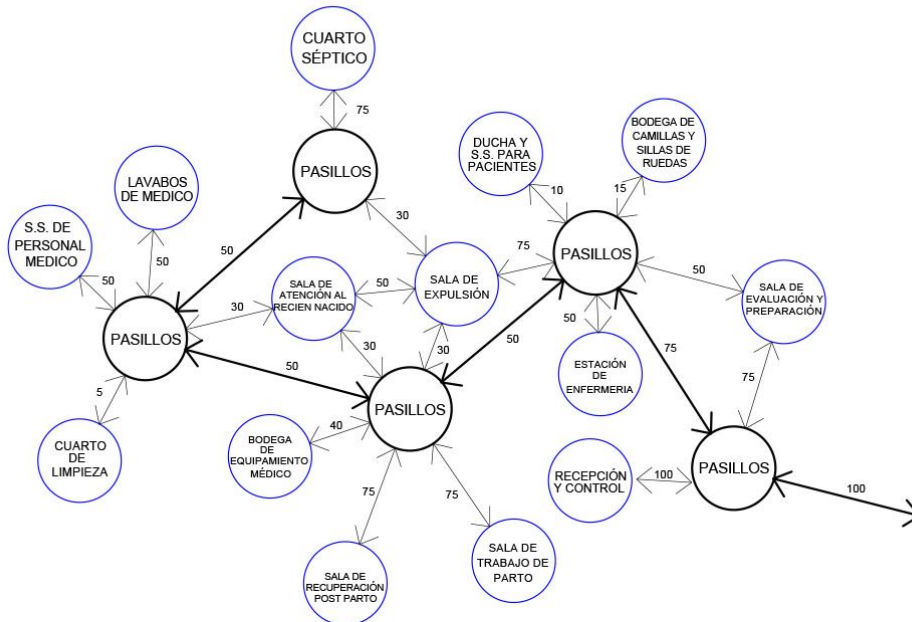 CUARTO
SÉPTICO
75
PASILLOS
LAVABOS
DE MEDICO
S.S. DE
PERSONAL
MEDICO
50
50
50
PASILLOS
30
5
CUARTO
DE
LIMPIEZA
50
SALA DE
ATENCIÓN AL
RECIEN NACIDO
50
SALA DE
EXPULSIÓN
30
30
30
75
PASILLOS
BODEGA
DE
EQUIPAMIENTO
MÉDICO
40
75
SALA DE
RECUPERACIÓN
POST PARTO
75
SALA DE
TRABAJO DE
PARTO
50
DUCHA Y
S.S. PARA
PACIENTES
10
BODEGA DE
CAMILLAS Y
SILLAS DE
RUEDAS
15
PASILLOS
50
SALA DE
EVALUACIÓN Y
PREPARACIÓN
50
ESTACIÓN
DE
ENFERMERIA
75
75
PASILLOS
RECEPCIÓN
Y CONTROL
100
100